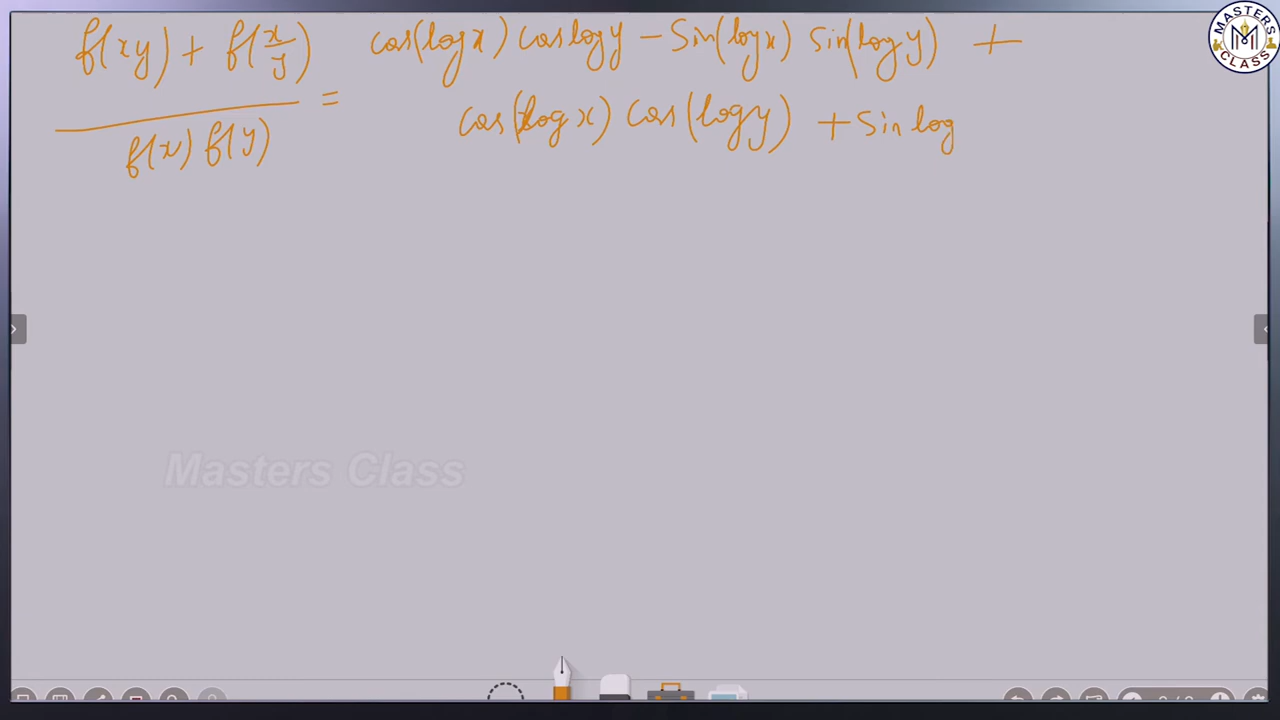 f(xy) + f(x/y) / f(x) f(y) = cos(log x) cos log y − Sin(log x) sin(log y) +
cos(log x) cos(log y) + Sin log
Masters Class
MASTERS CLASS